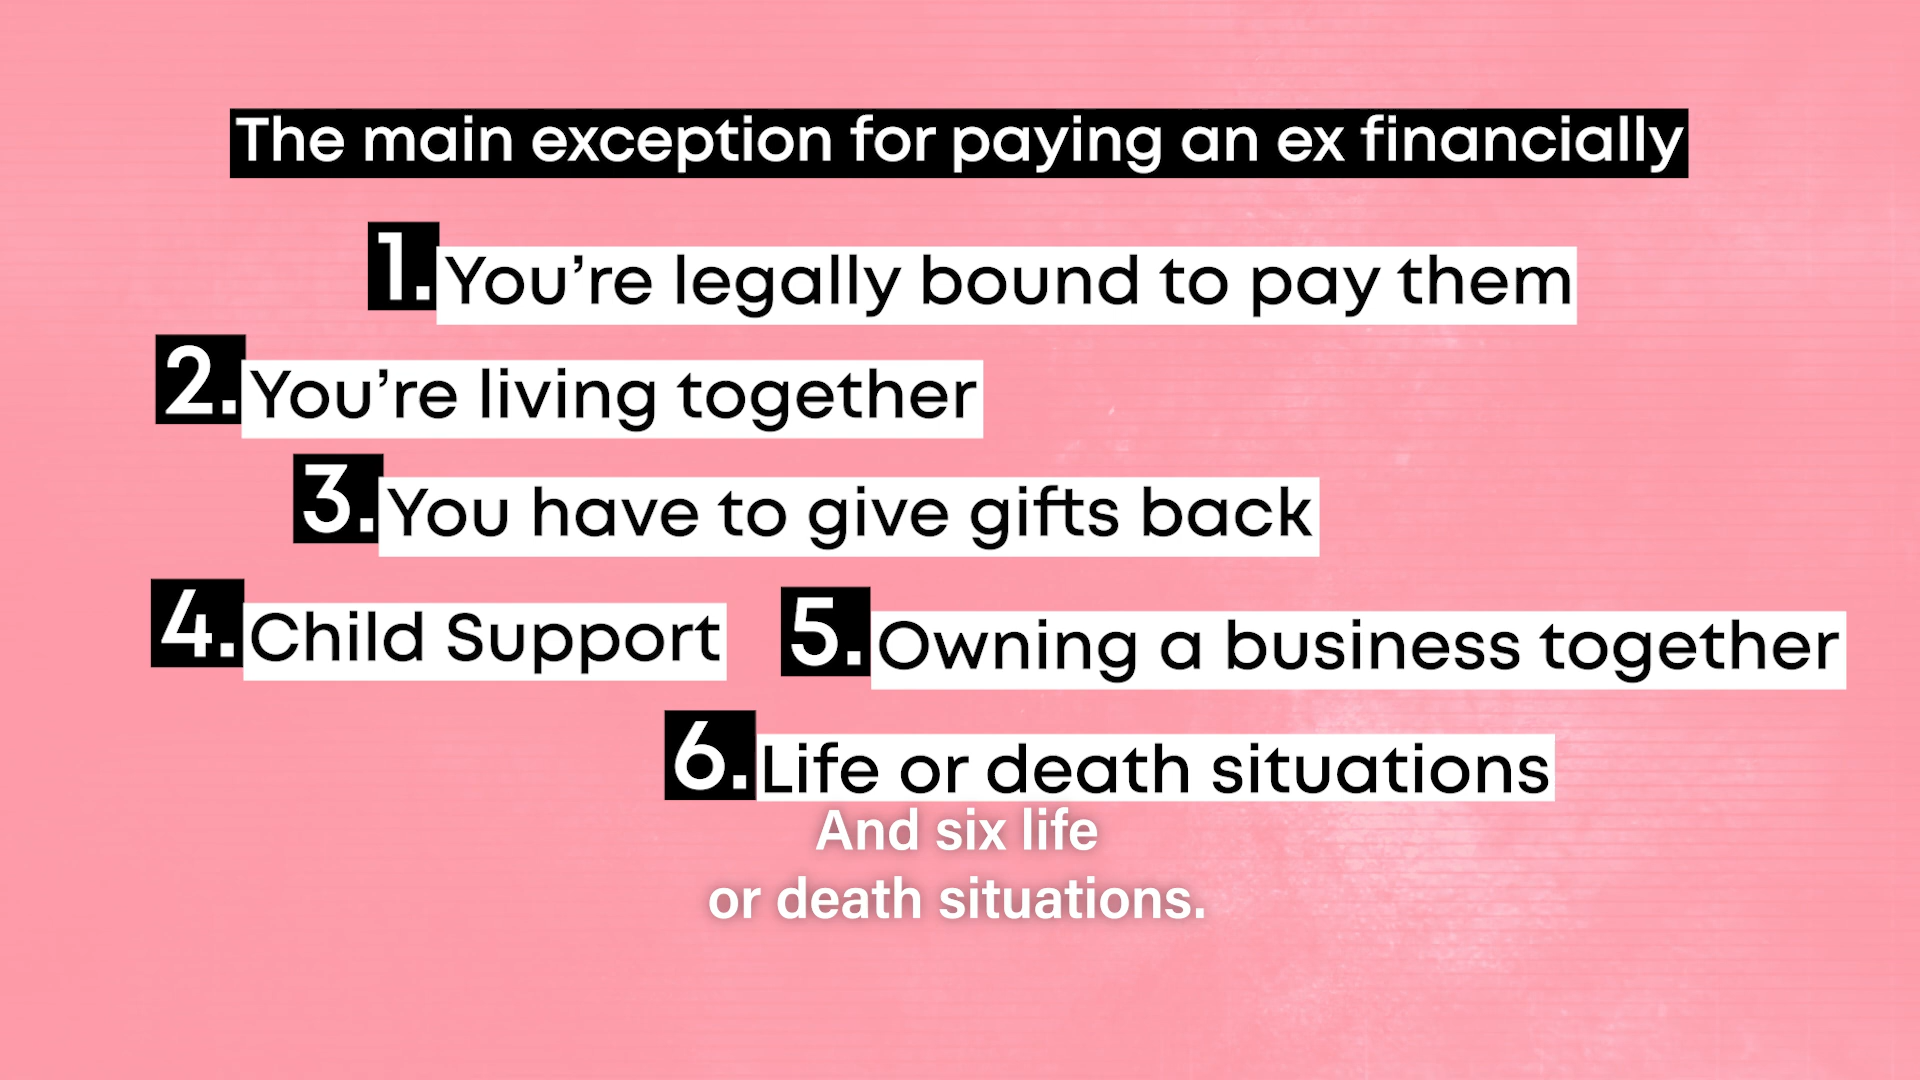 The main exception for paying an ex financially
1. You’re legally bound to pay them
2. You’re living together
3. You have to give gifts back
4. Child Support
5. Owning a business together
6. Life or death situations
And six life
or death situations.